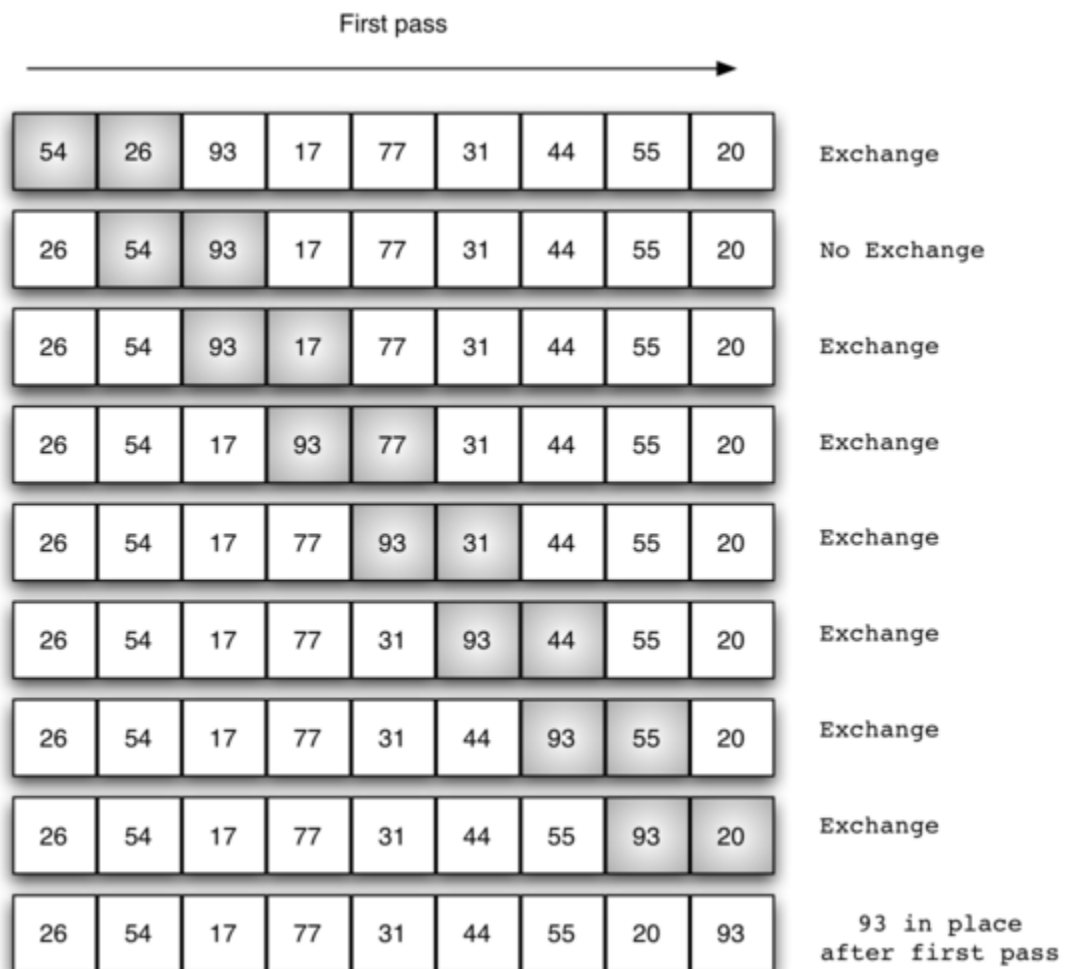 First pass
54 26 93 17 77 31 44 55 20 Exchange
26 54 93 17 77 31 44 55 20 No Exchange
26 54 93 17 77 31 44 55 20 Exchange
26 54 17 93 77 31 44 55 20 Exchange
26 54 17 77 93 31 44 55 20 Exchange
26 54 17 77 31 93 44 55 20 Exchange
26 54 17 77 31 44 93 55 20 Exchange
26 54 17 77 31 44 55 93 20 Exchange
26 54 17 77 31 44 55 20 93 93 in place
after first pass